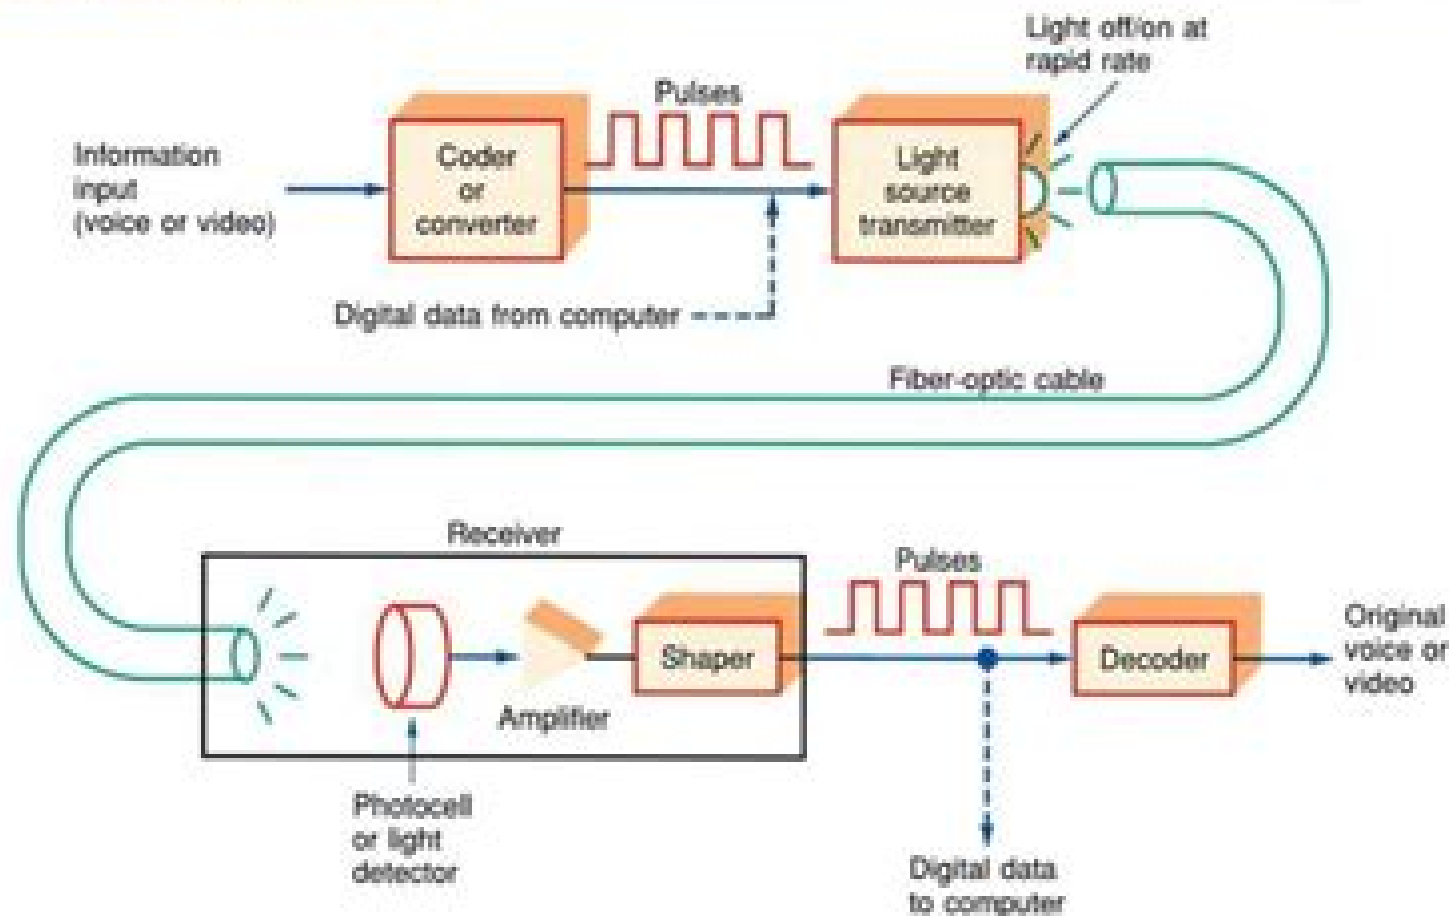 Light off/on at
rapid rate
Pulses
Information
input
(voice or video)
Coder
or
converter
Light
source
transmitter
Digital data from computer
Fiber-optic cable
Receiver
Pulses
Shaper
Amplifier
Decoder
Original
voice or
video
Photocell
or light
detector
Digital data
to computer